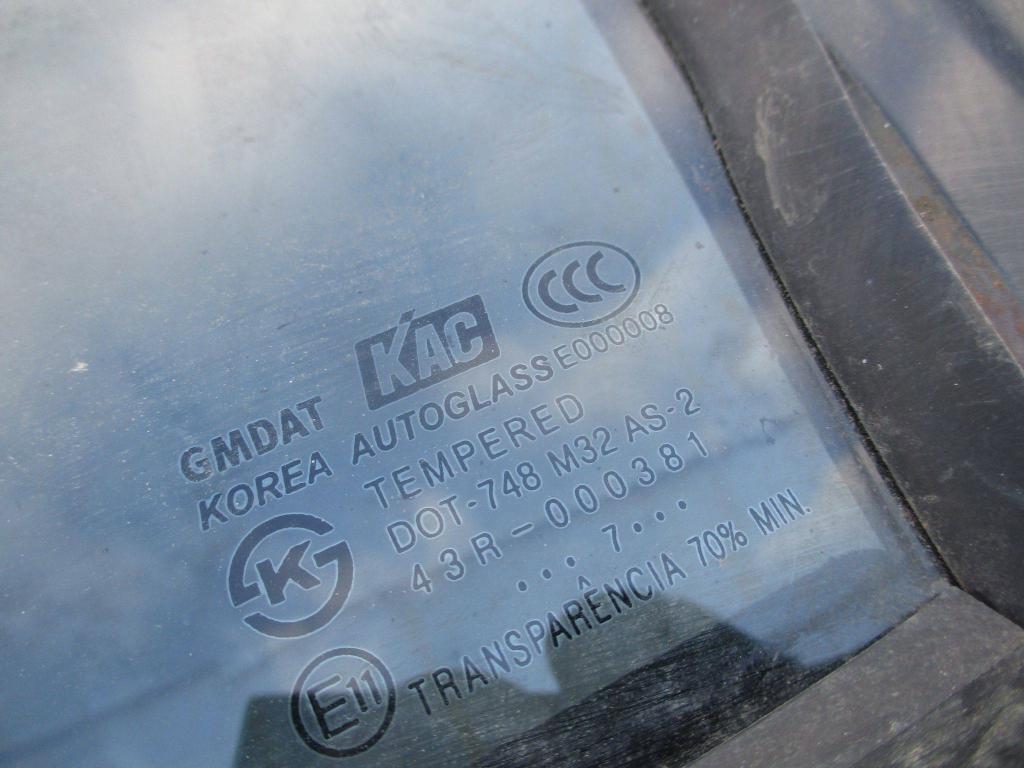 CCC
GMDAT KAC
KOREA AUTOGLASS E000008
TEMPERED
DOT-748 M32 AS-2
43R-000381
... 7 ...
K
E11 TRANSPARÊNCIA 70% MIN.